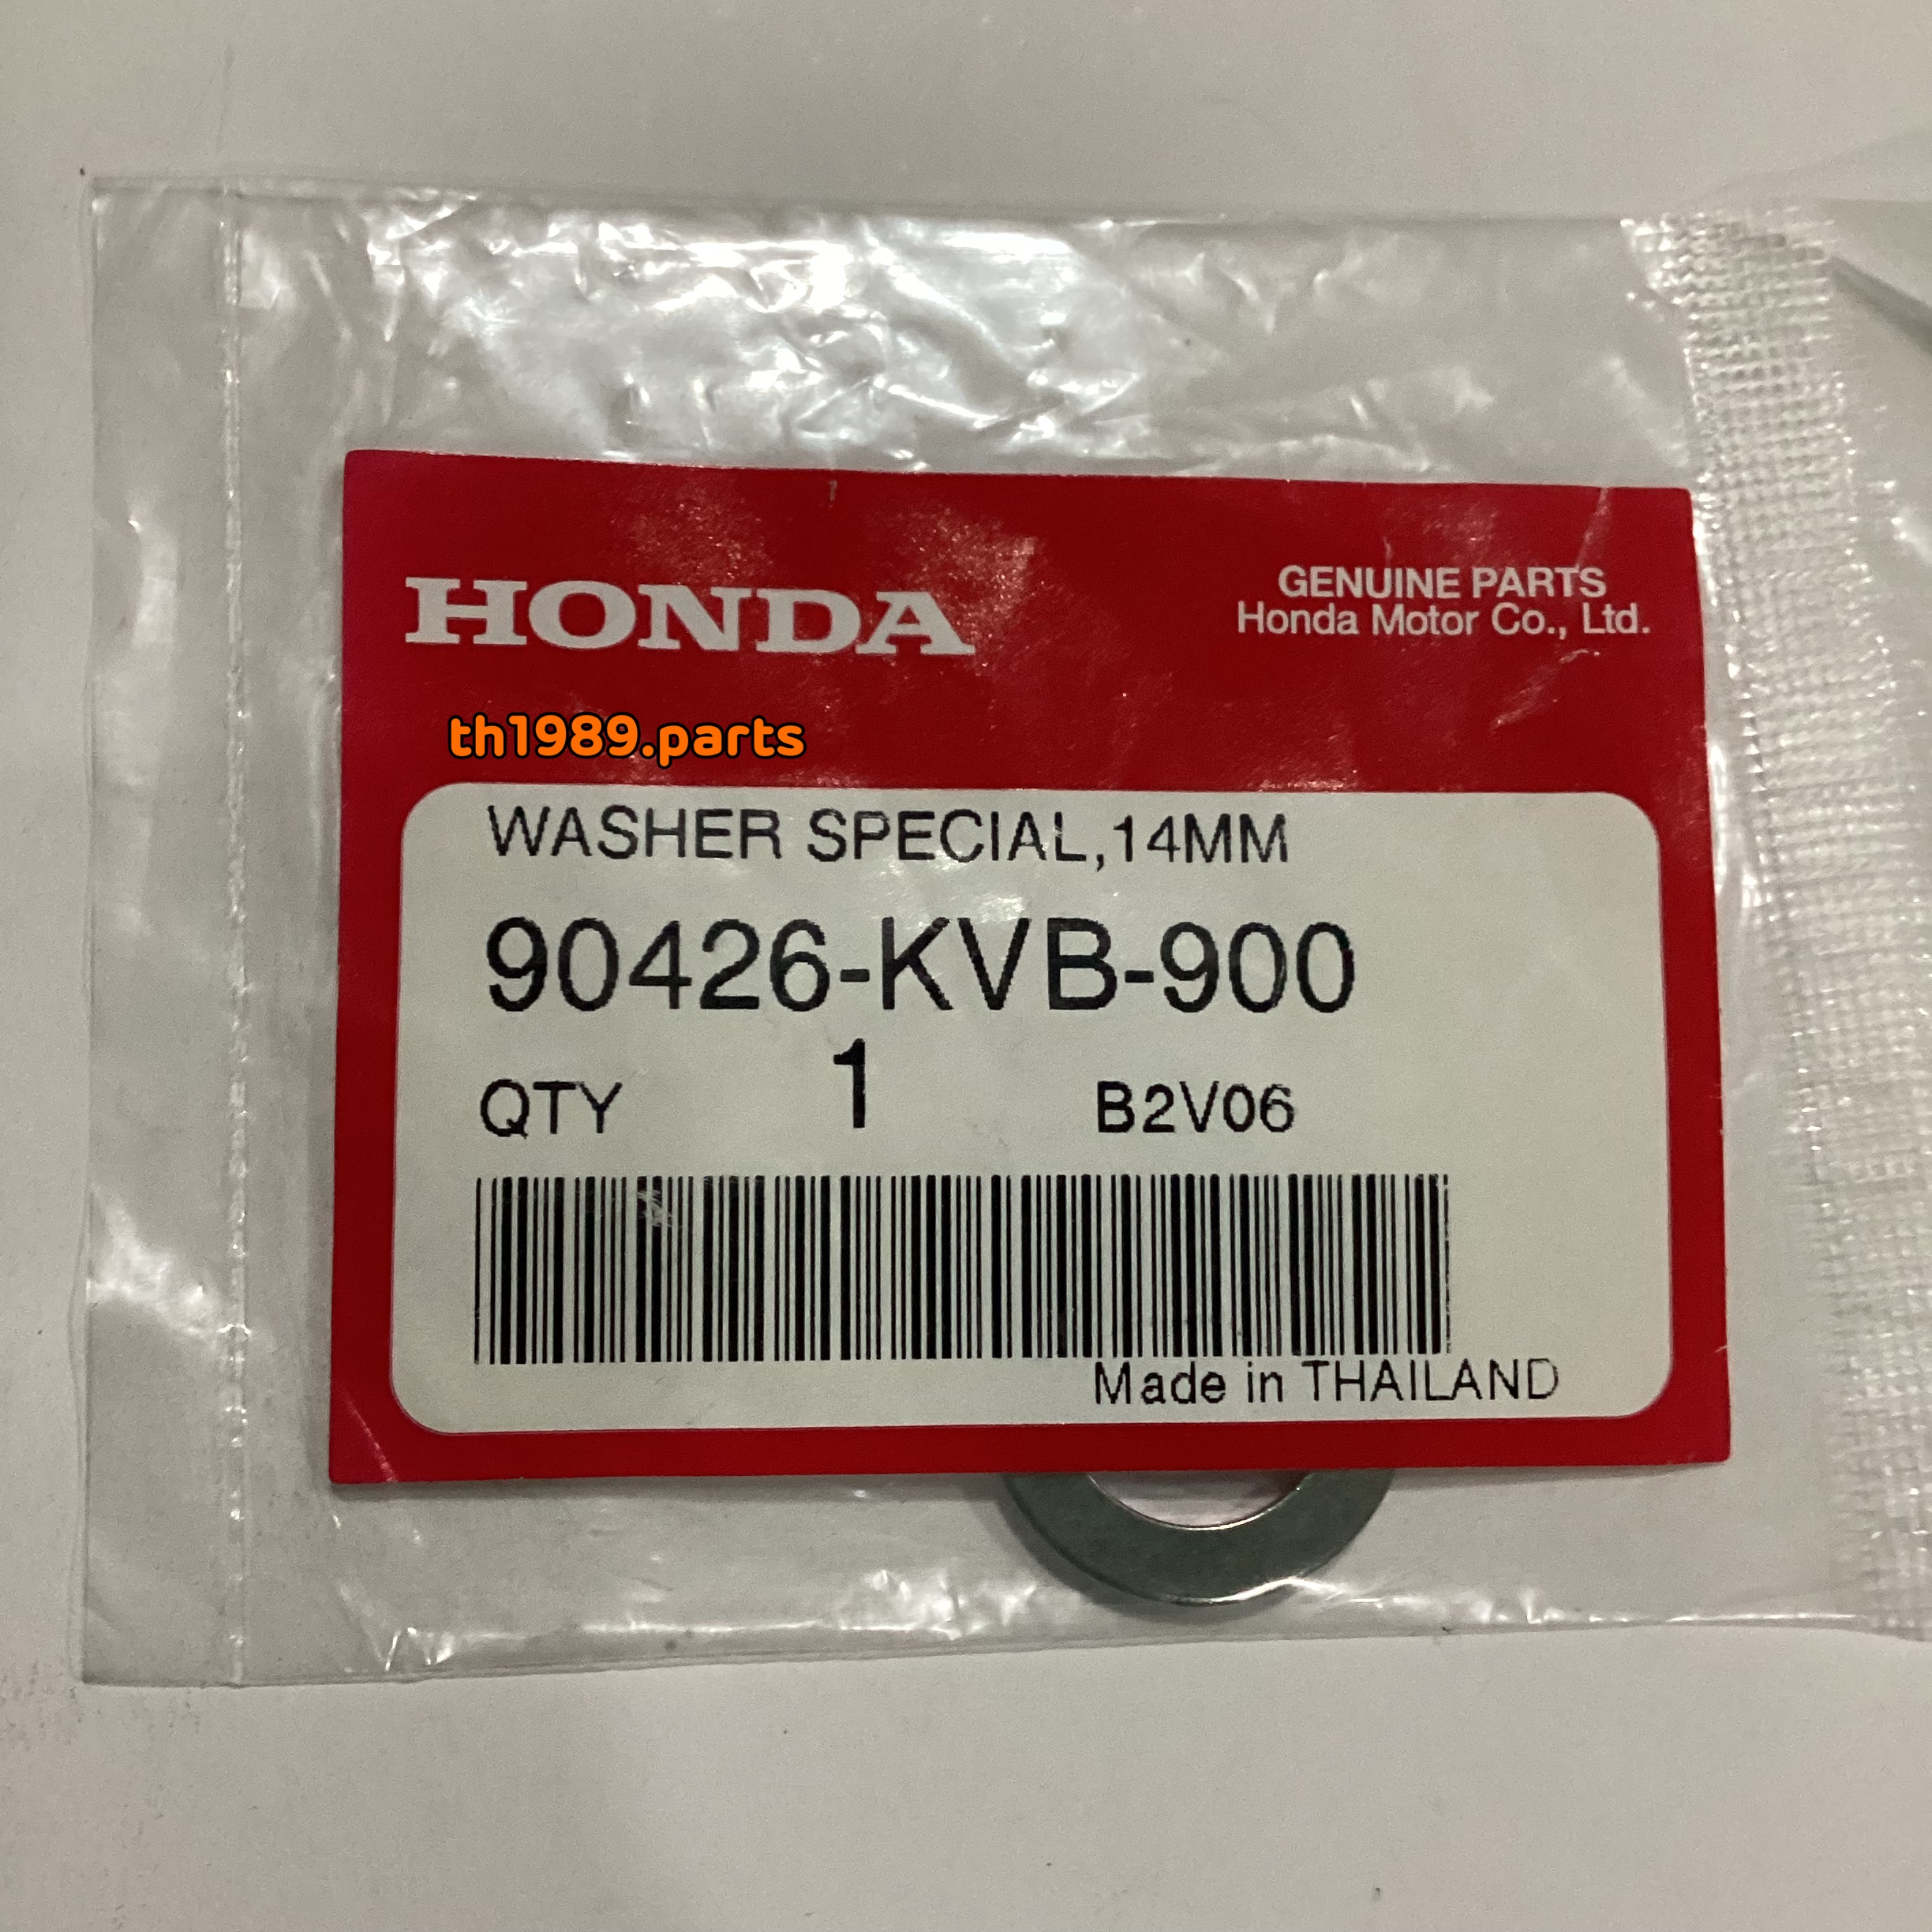 HONDA
GENUINE PARTS
Honda Motor Co., Ltd.
th1989.parts
WASHER SPECIAL,14MM
90426-KVB-900
QTY 1 B2V06
Made in THAILAND